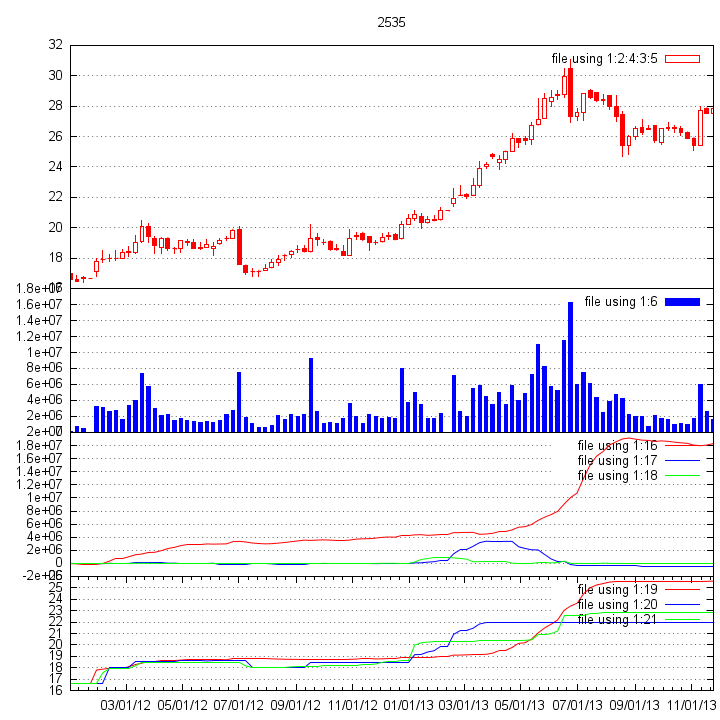 2535
32
file using 1:2:4:3:5
30
28
26
24
22
20
18
16
1.8e+07
file using 1:6
1.6e+07
1.4e+07
1.2e+07
1e+07
8e+06
6e+06
4e+06
2e+06
0
2e+07
1.8e+07
file using 1:16
1.6e+07
file using 1:17
1.4e+07
file using 1:18
1.2e+07
1e+07
8e+06
6e+06
4e+06
2e+06
0
-2e+06
26
25
file using 1:19
24
23
file using 1:20
22
file using 1:21
21
20
19
18
17
16
03/01/12 05/01/12 07/01/12 09/01/12 11/01/12 01/01/13 03/01/13 05/01/13 07/01/13 09/01/13 11/01/13